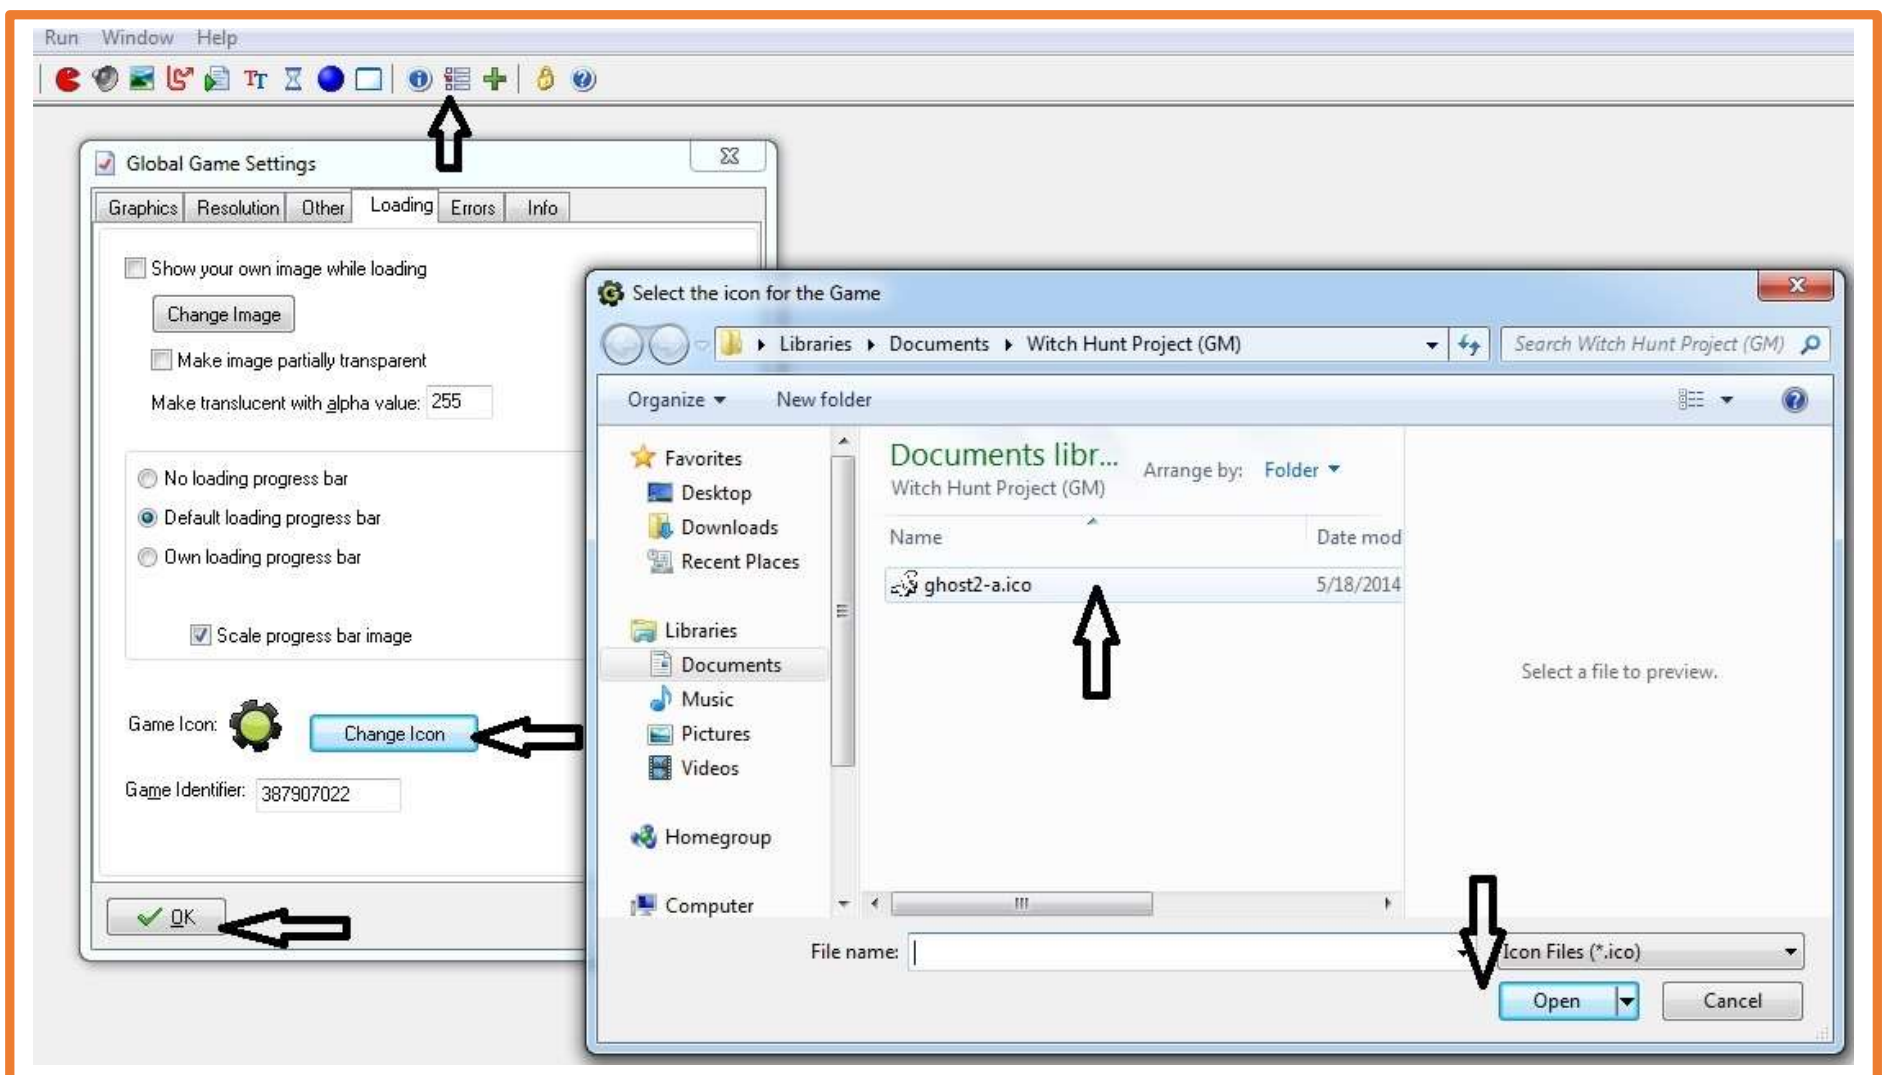 Run Window Help
Global Game Settings
Graphics Resolution Other Loading Errors Info
Show your own image while loading
Change Image
Make image partially transparent
Make translucent with alpha value: 255
No loading progress bar
Default loading progress bar
Own loading progress bar
Scale progress bar image
Game Icon: Change Icon
Game Identifier: 387907022
OK
Select the icon for the Game
Libraries Documents Witch Hunt Project (GM) Search Witch Hunt Project (GM)
Organize New folder
Favorites
Desktop
Downloads
Recent Places
Libraries
Documents
Music
Pictures
Videos
Homegroup
Computer
Documents libr...
Witch Hunt Project (GM)
Arrange by: Folder
Name Date mod
ghost2-a.ico 5/18/2014
Select a file to preview.
File name: Icon Files (*.ico)
Open Cancel